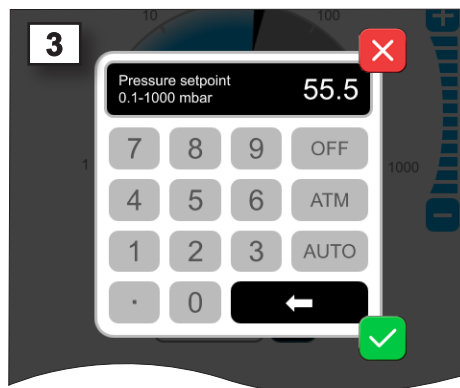 3
10
100
Pressure setpoint
0.1-1000 mbar
55.5
7 8 9 OFF
1
1000
4 5 6 ATM
1 2 3 AUTO
. 0